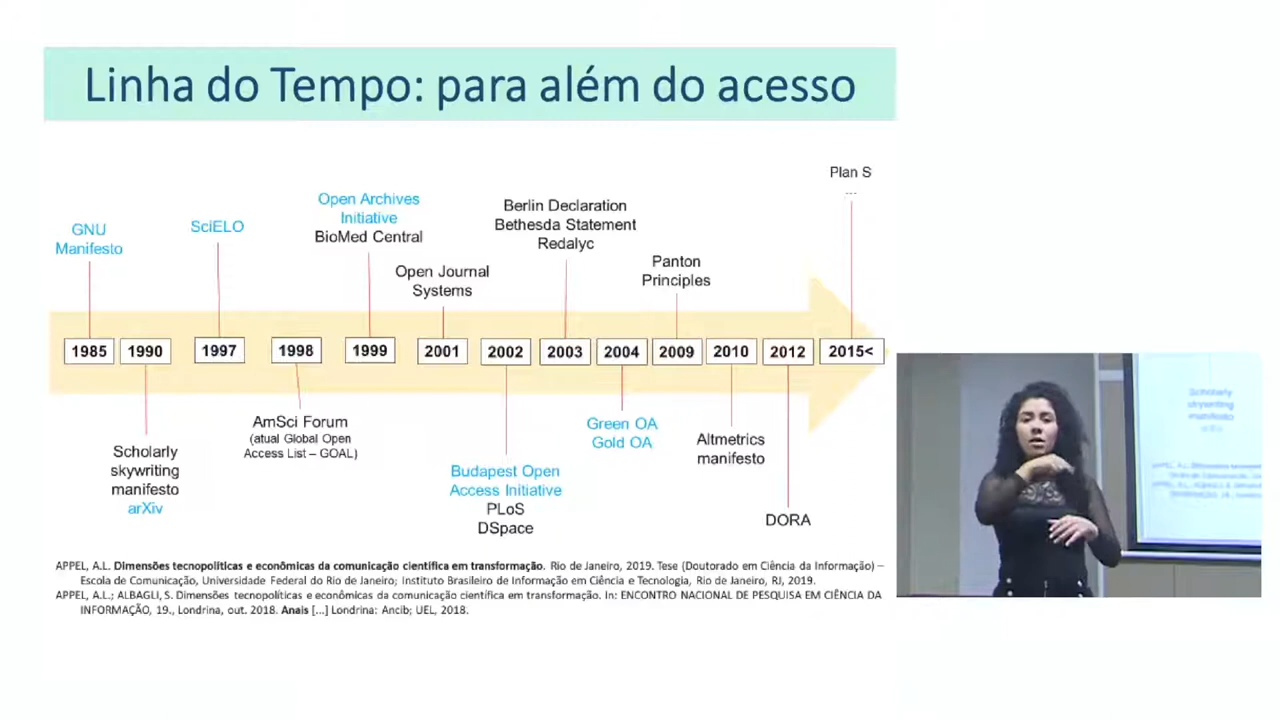 Linha do Tempo: para além do acesso
Plan S
...
Open Archives
Initiative
BioMed Central
Berlin Declaration
Bethesda Statement
Redalyc
GNU
Manifesto
SciELO
Open Journal
Systems
Panton
Principles
1985
1990
1997
1998
1999
2001
2002
2003
2004
2009
2010
2012
2015<
Scholarly
skywriting
manifesto
arXiv
AmSci Forum
(atual Global Open
Access List – GOAL)
Budapest Open
Access Initiative
PLoS
DSpace
Green OA
Gold OA
Altmetrics
manifesto
DORA
APPEL, A.L. Dimensões tecnopolíticas e econômicas da comunicação científica em transformação. Rio de Janeiro, 2019. Tese (Doutorado em Ciência da Informação) –
Escola de Comunicação, Universidade Federal do Rio de Janeiro; Instituto Brasileiro de Informação em Ciência e Tecnologia, Rio de Janeiro, RJ, 2019.
APPEL, A.L.; ALBAGLI, S. Dimensões tecnopolíticas e econômicas da comunicação científica em transformação. In: ENCONTRO NACIONAL DE PESQUISA EM CIÊNCIA DA
INFORMAÇÃO, 19., Londrina, out. 2018. Anais [...] Londrina: Ancib; UEL, 2018.
Scholarly
skywriting
manifesto
arXiv